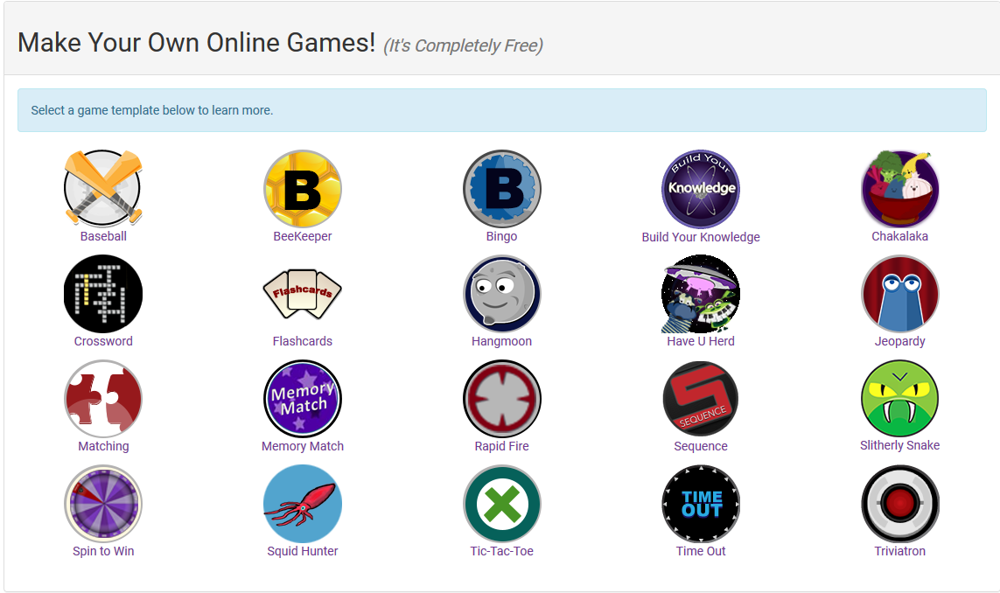 Make Your Own Online Games! (It's Completely Free)
Select a game template below to learn more.
Baseball
B
BeeKeeper
B
Bingo
Build Your
Knowledge
Build Your Knowledge
Chakalaka
Crossword
Flashcards
Flashcards
Hangmoon
Have U Herd
Jeopardy
Matching
Memory
Match
Memory Match
Rapid Fire
S
SEQUENCE
Sequence
Slitherly Snake
Spin to Win
Squid Hunter
X
Tic-Tac-Toe
TIME
OUT
Time Out
Triviatron